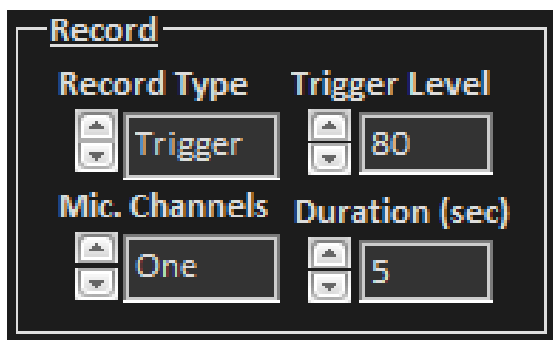 Record
Record Type Trigger Level
Trigger 80
Mic. Channels Duration (sec)
One 5